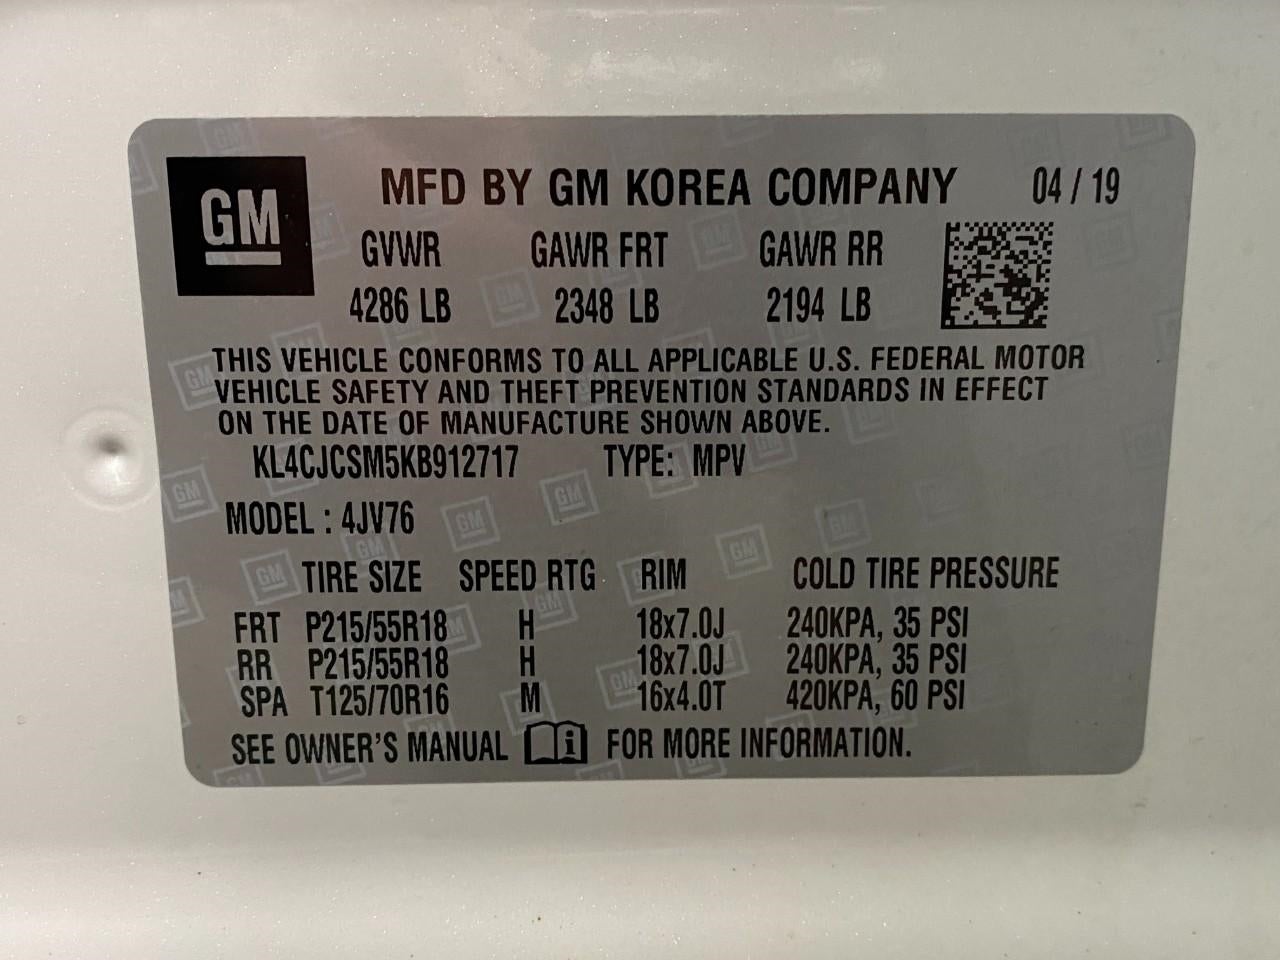 GM
MFD BY GM KOREA COMPANY 04 / 19
GVWR GAWR FRT GAWR RR
4286 LB 2348 LB 2194 LB
THIS VEHICLE CONFORMS TO ALL APPLICABLE U.S. FEDERAL MOTOR
VEHICLE SAFETY AND THEFT PREVENTION STANDARDS IN EFFECT
ON THE DATE OF MANUFACTURE SHOWN ABOVE.
KL4CJCSM5KB912717 TYPE: MPV
MODEL : 4JV76
TIRE SIZE SPEED RTG RIM COLD TIRE PRESSURE
FRT P215/55R18 H 18x7.0J 240KPA, 35 PSI
RR P215/55R18 H 18x7.0J 240KPA, 35 PSI
SPA T125/70R16 M 16x4.0T 420KPA, 60 PSI
SEE OWNER'S MANUAL i FOR MORE INFORMATION.